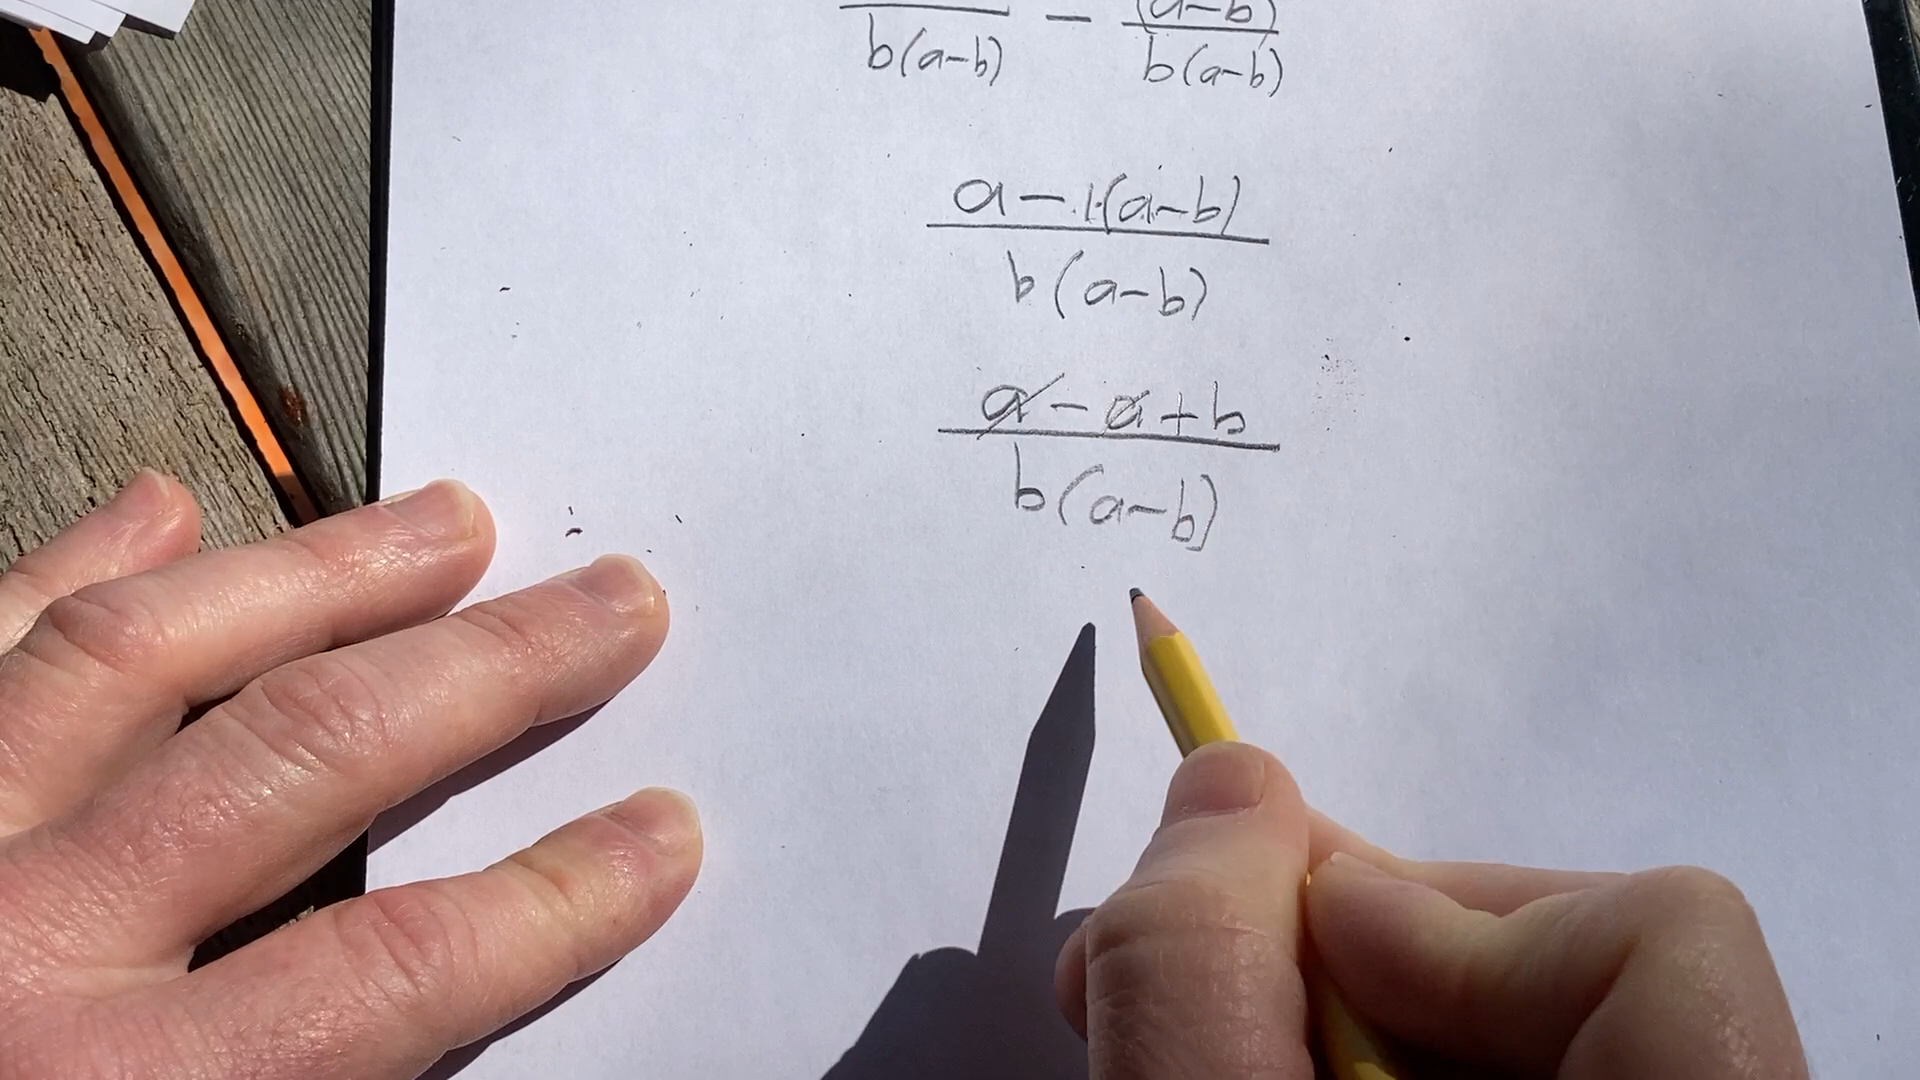 (a-b)
b(a-b) - b(a-b)
a - 1·(a-b)
b(a-b)
a - a + b
b(a-b)